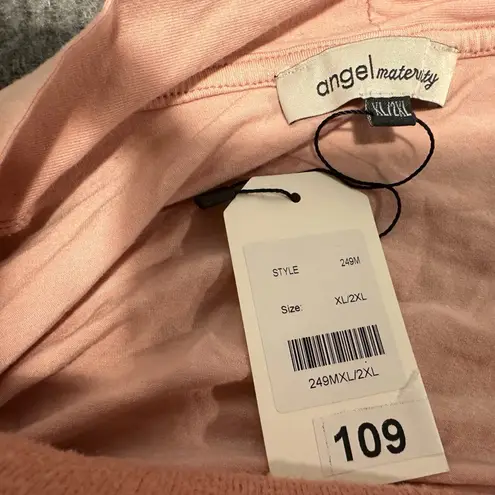 angel maternity
XL/2XL
STYLE 249M
Size: XL/2XL
249MXL/2XL
109